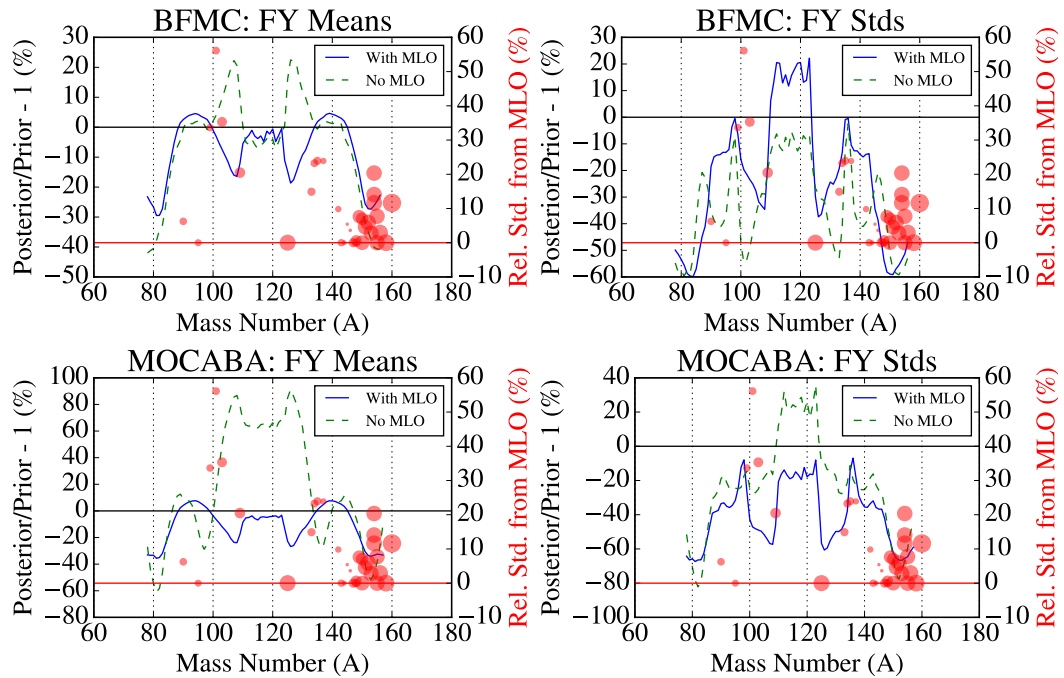 BFMC: FY Means
Posterior/Prior - 1 (%)
30
20
10
0
−10
−20
−30
−40
−50
With MLO
No MLO
60
50
40
30
20
10
0
−10
Rel. Std. from MLO (%)
60 80 100 120 140 160 180
Mass Number (A)
BFMC: FY Stds
Posterior/Prior - 1 (%)
30
20
10
0
−10
−20
−30
−40
−50
−60
With MLO
No MLO
60
50
40
30
20
10
0
−10
Rel. Std. from MLO (%)
60 80 100 120 140 160 180
Mass Number (A)
MOCABA: FY Means
Posterior/Prior - 1 (%)
100
80
60
40
20
0
−20
−40
−60
−80
With MLO
No MLO
60
50
40
30
20
10
0
−10
Rel. Std. from MLO (%)
60 80 100 120 140 160 180
Mass Number (A)
MOCABA: FY Stds
Posterior/Prior - 1 (%)
40
20
0
−20
−40
−60
−80
−100
With MLO
No MLO
60
50
40
30
20
10
0
−10
Rel. Std. from MLO (%)
60 80 100 120 140 160 180
Mass Number (A)